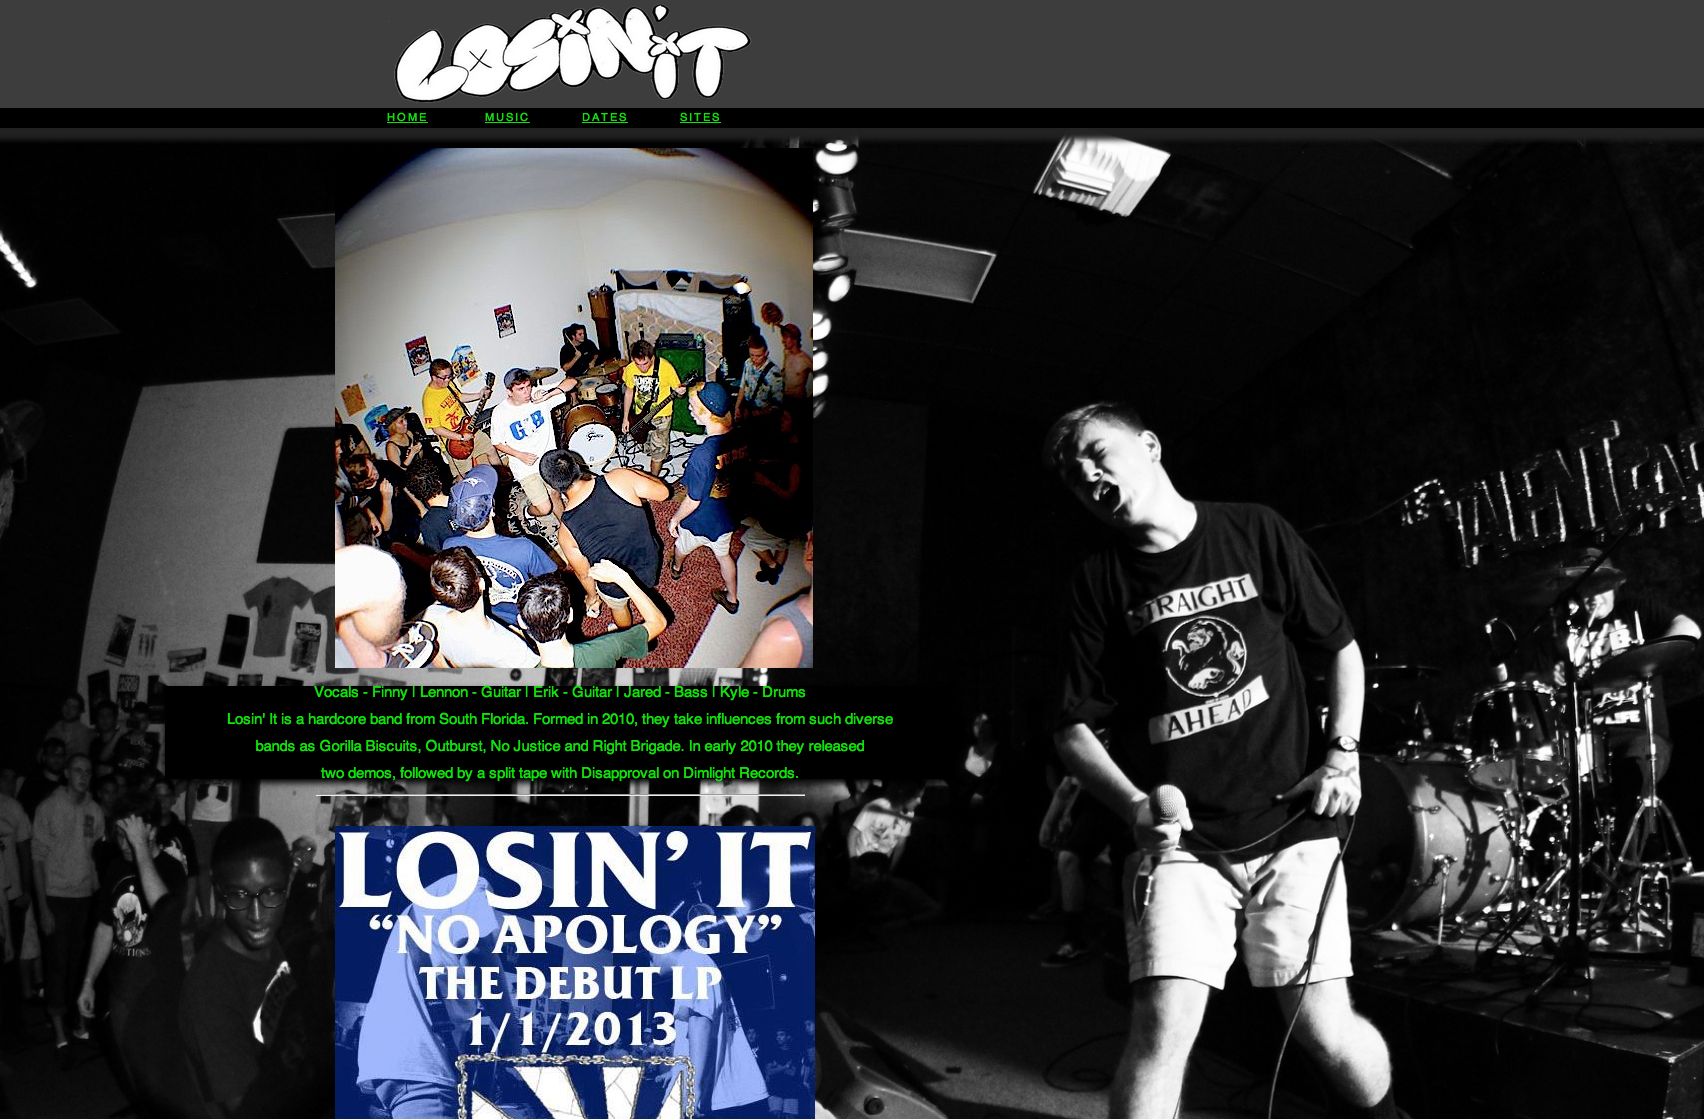 LOSIN' IT
HOME
MUSIC
DATES
SITES
G B
STRAIGHT
AHEAD
TALENT
LIFE
Vocals - Finny | Lennon - Guitar | Erik - Guitar | Jared - Bass | Kyle - Drums
Losin' It is a hardcore band from South Florida. Formed in 2010, they take influences from such diverse
bands as Gorilla Biscuits, Outburst, No Justice and Right Brigade. In early 2010 they released
two demos, followed by a split tape with Disapproval on Dimlight Records.
LOSIN' IT
“NO APOLOGY”
THE DEBUT LP
1/1/2013